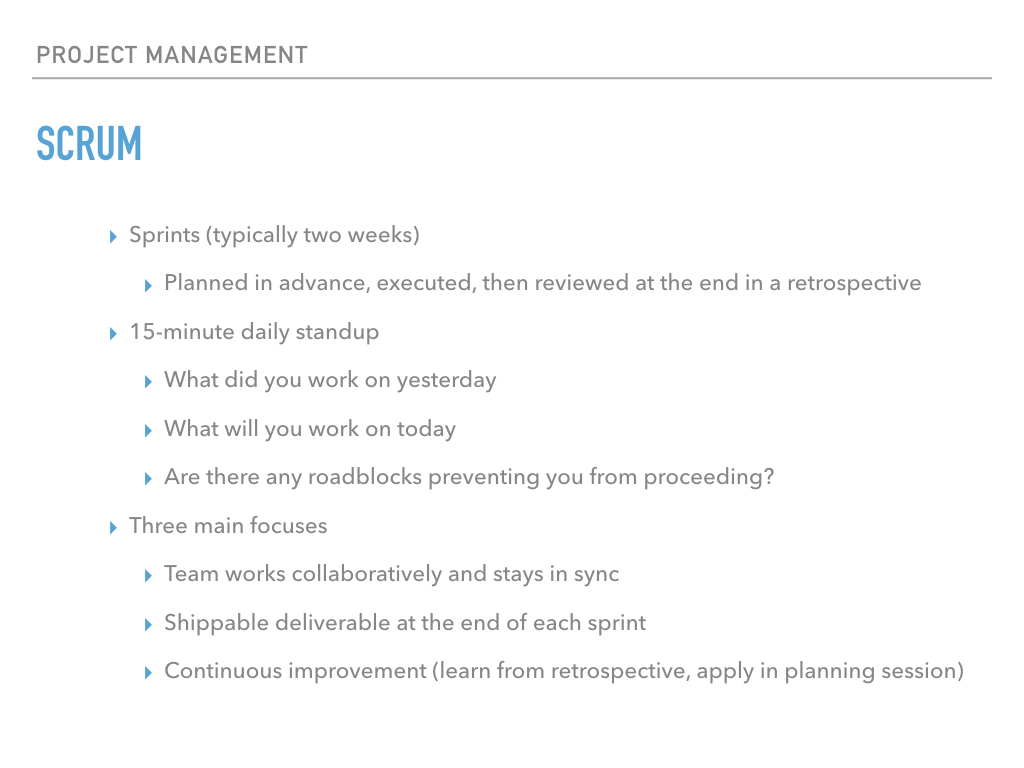 PROJECT MANAGEMENT
SCRUM
Sprints (typically two weeks)
Planned in advance, executed, then reviewed at the end in a retrospective
15-minute daily standup
What did you work on yesterday
What will you work on today
Are there any roadblocks preventing you from proceeding?
Three main focuses
Team works collaboratively and stays in sync
Shippable deliverable at the end of each sprint
Continuous improvement (learn from retrospective, apply in planning session)